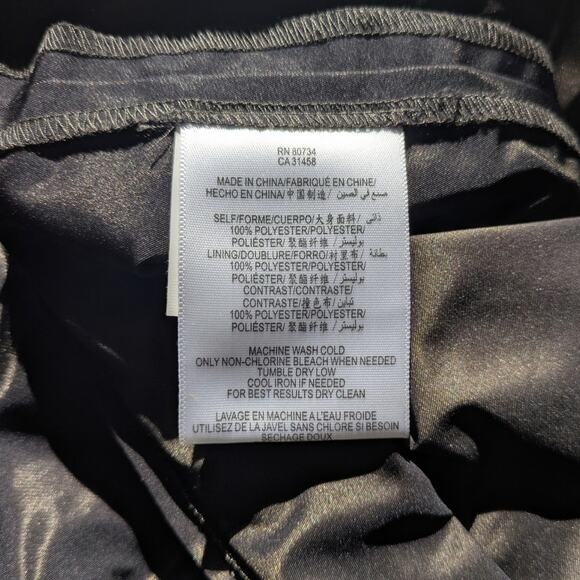 RN 80734
CA 31458
MADE IN CHINA/FABRIQUÉ EN CHINE/
HECHO EN CHINA/中国制造/ صنع في الصين
SELF/FORME/CUERPO/大身面料/ ذاتي
100% POLYESTER/POLYESTER/
POLIÉSTER/聚酯纤维/ بوليستر
LINING/DOUBLURE/FORRO/衬里布/ بطانة
100% POLYESTER/POLYESTER/
POLIÉSTER/聚酯纤维/ بوليستر
CONTRAST/CONTRASTE/
CONTRASTE/撞色布/ تباين
100% POLYESTER/POLYESTER/
POLIÉSTER/聚酯纤维/ بوليستر
MACHINE WASH COLD
ONLY NON-CHLORINE BLEACH WHEN NEEDED
TUMBLE DRY LOW
COOL IRON IF NEEDED
FOR BEST RESULTS DRY CLEAN
LAVAGE EN MACHINE A L'EAU FROIDE
UTILISEZ DE LA JAVEL SANS CHLORE SI BESOIN
SECHAGE DOUX